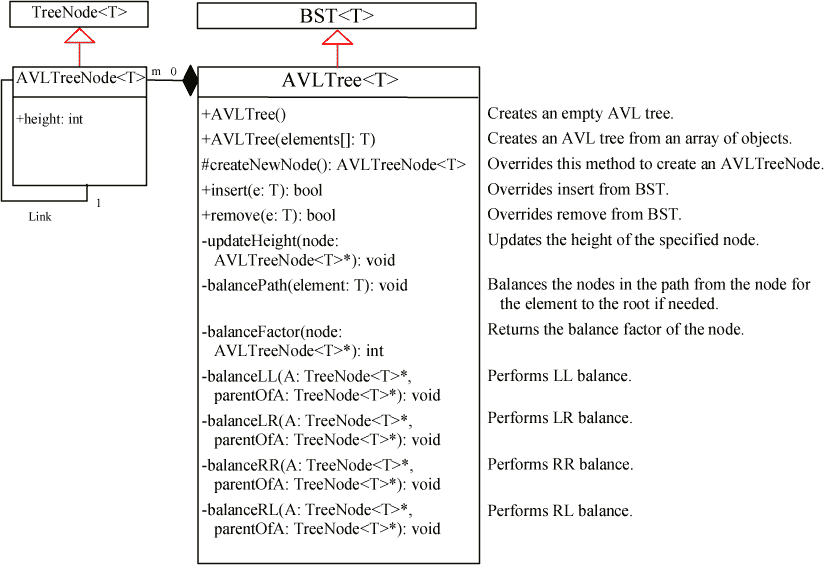 TreeNode<T>
BST<T>
AVLTreeNode<T>
m 0
AVLTree<T>
+height: int
Link
1
+AVLTree()
Creates an empty AVL tree.
+AVLTree(elements[]: T)
Creates an AVL tree from an array of objects.
#createNewNode(): AVLTreeNode<T>
Overrides this method to create an AVLTreeNode.
+insert(e: T): bool
Overrides insert from BST.
+remove(e: T): bool
Overrides remove from BST.
-updateHeight(node:
AVLTreeNode<T>*): void
Updates the height of the specified node.
-balancePath(element: T): void
Balances the nodes in the path from the node for
the element to the root if needed.
-balanceFactor(node:
AVLTreeNode<T>*): int
Returns the balance factor of the node.
-balanceLL(A: TreeNode<T>*,
parentOfA: TreeNode<T>*): void
Performs LL balance.
-balanceLR(A: TreeNode<T>*,
parentOfA: TreeNode<T>*): void
Performs LR balance.
-balanceRR(A: TreeNode<T>*,
parentOfA: TreeNode<T>*): void
Performs RR balance.
-balanceRL(A: TreeNode<T>*,
parentOfA: TreeNode<T>*): void
Performs RL balance.